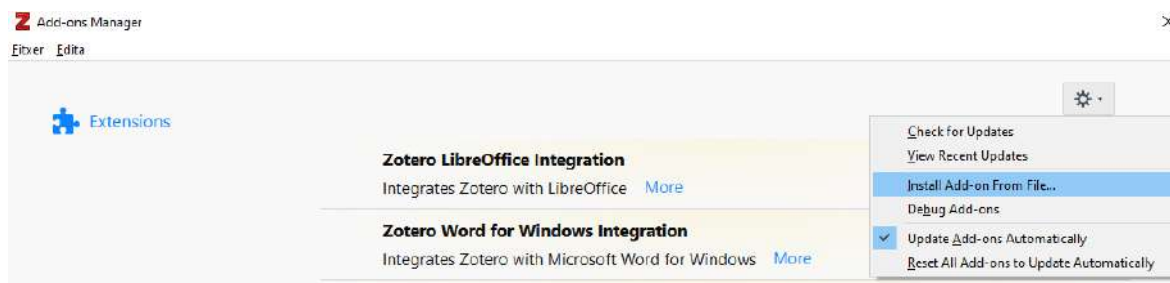 Z Add-ons Manager
Fitxer Edita
Extensions
Zotero LibreOffice Integration
Integrates Zotero with LibreOffice More
Zotero Word for Windows Integration
Integrates Zotero with Microsoft Word for Windows More
Check for Updates
View Recent Updates
Install Add-on From File...
Debug Add-ons
Update Add-ons Automatically
Reset All Add-ons to Update Automatically